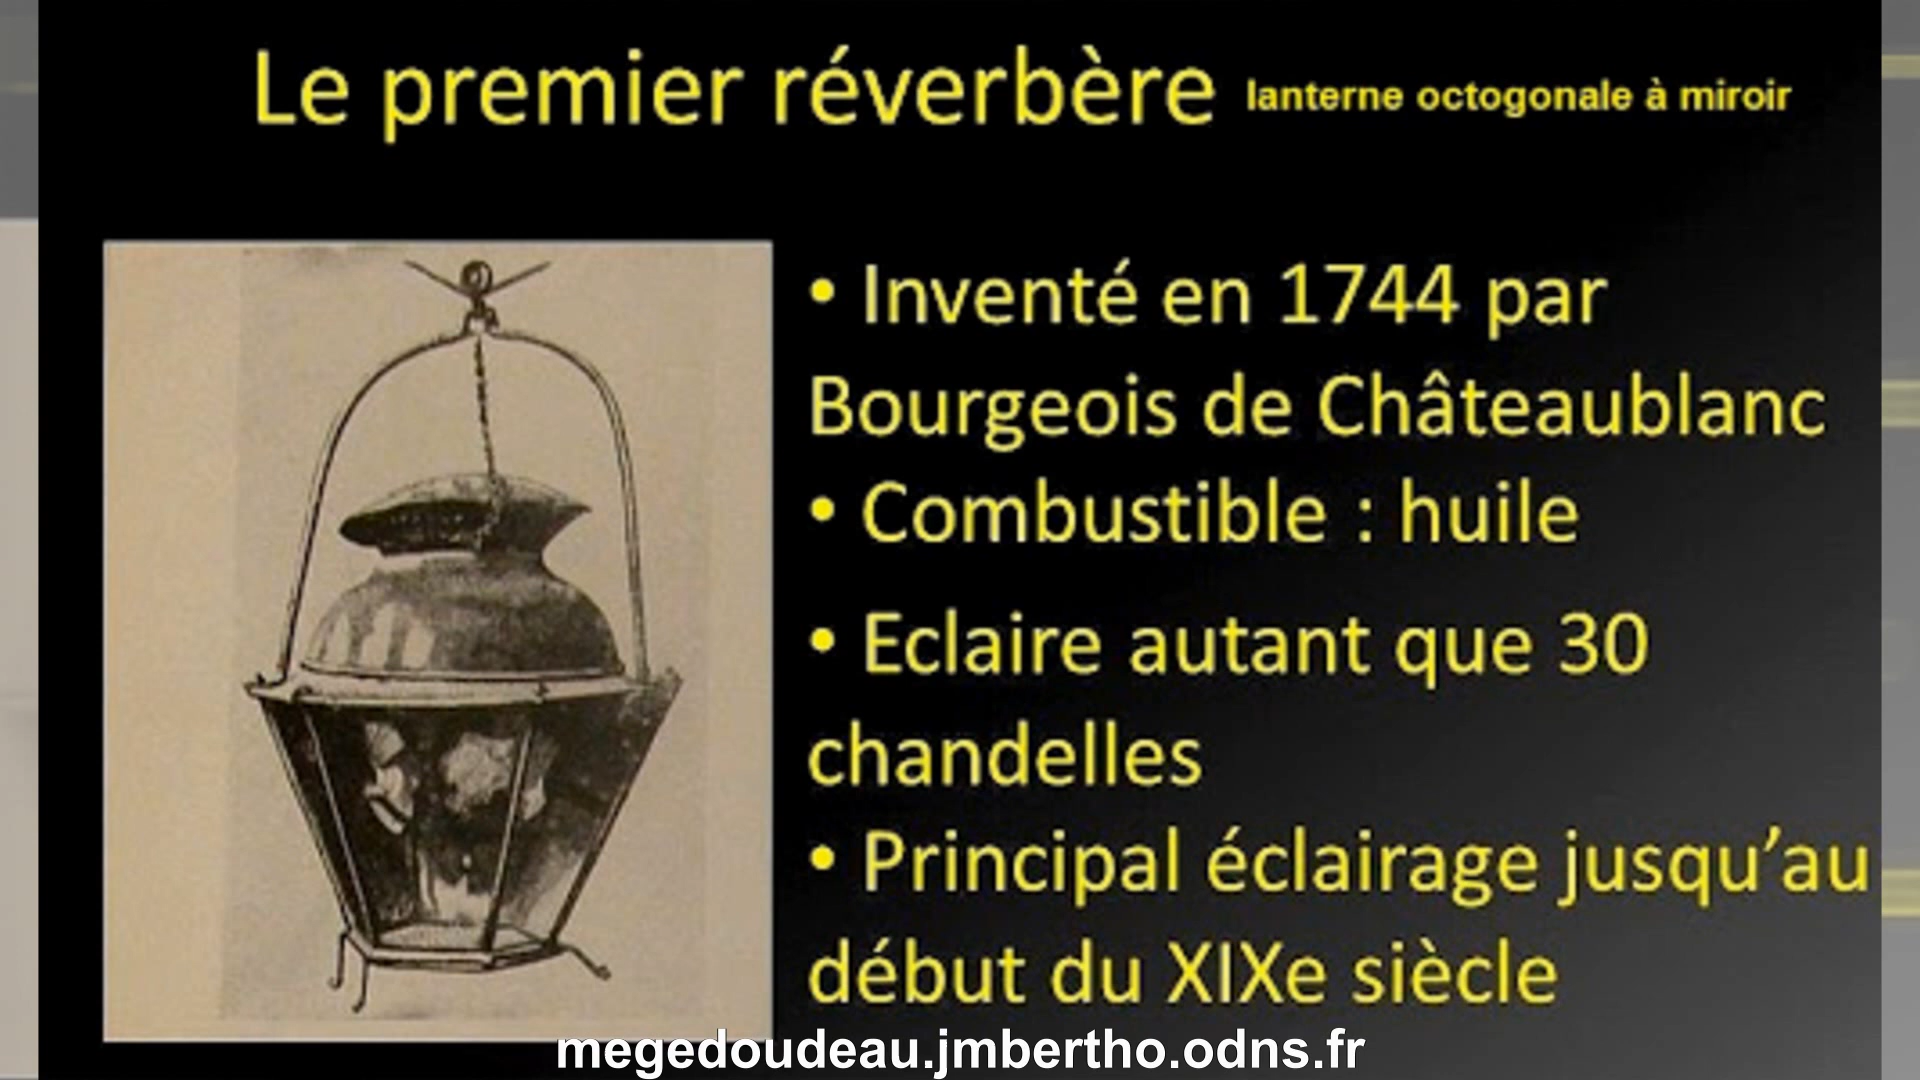 Le premier réverbère lanterne octogonale à miroir
• Inventé en 1744 par
Bourgeois de Châteaublanc
• Combustible : huile
• Eclaire autant que 30
chandelles
• Principal éclairage jusqu’au
début du XIXe siècle
megedoudeau.jmbertho.odns.fr